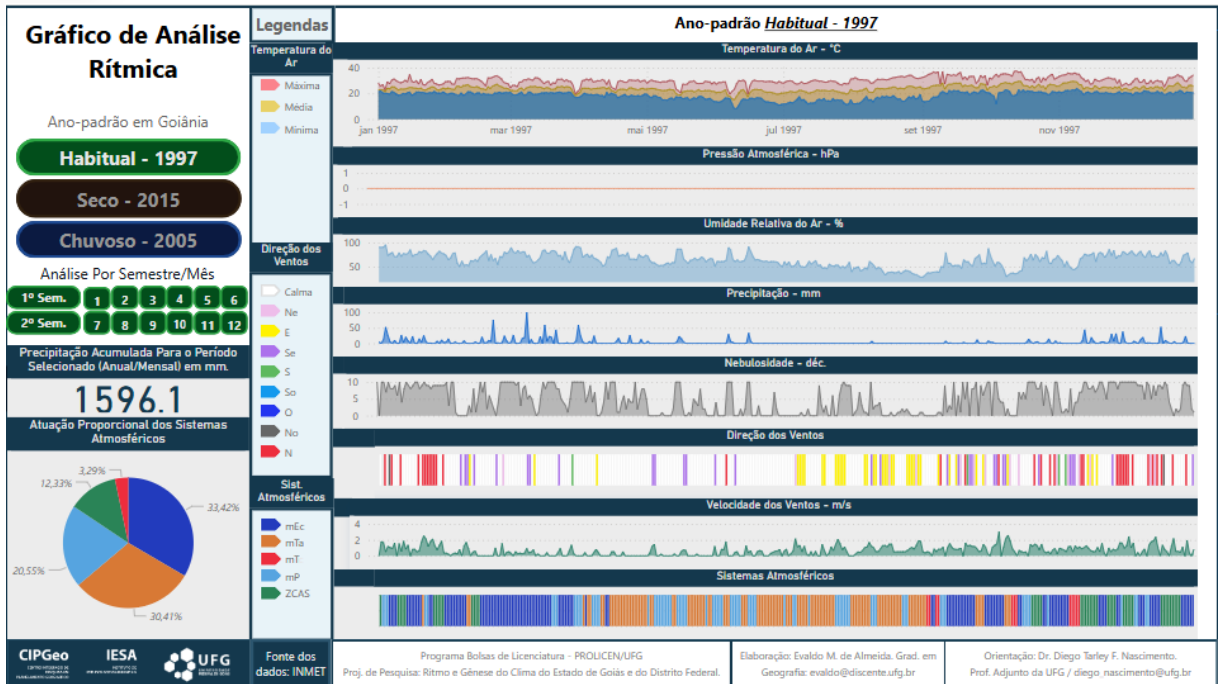 Gráfico de Análise
Rítmica
Ano-padrão em Goiânia
Habitual - 1997
Seco - 2015
Chuvoso - 2005
Análise Por Semestre/Mês
1º Sem. 1 2 3 4 5 6
2º Sem. 7 8 9 10 11 12
Precipitação Acumulada Para o Período
Selecionado (Anual/Mensal) em mm.
1596.1
Atuação Proporcional dos Sistemas
Atmosféricos
3,29%
12,33%
33,42%
20,55%
30,41%
CIPGeo
IESA
UFG
Legendas
Temperatura do
Ar
Máxima
Média
Mínima
Direção dos
Ventos
Calma
Ne
E
Se
S
So
O
No
N
Sist.
Atmosféricos
mEc
mTa
mT
mP
ZCAS
Fonte dos
dados: INMET
Ano-padrão Habitual - 1997
Temperatura do Ar - °C
40
20
0
jan 1997 mar 1997 mai 1997 jul 1997 set 1997 nov 1997
Pressão Atmosférica - hPa
1
0
-1
Umidade Relativa do Ar - %
100
50
Precipitação - mm
100
50
0
Nebulosidade - déc.
10
5
0
Direção dos Ventos
Velocidade dos Ventos - m/s
4
2
0
Sistemas Atmosféricos
Programa Bolsas de Licenciatura - PROLICEN/UFG
Proj. de Pesquisa: Ritmo e Gênese do Clima do Estado de Goiás e do Distrito Federal.
Elaboração: Evaldo M. de Almeida. Grad. em
Geografia: evaldo@discente.ufg.br
Orientação: Dr. Diego Tarley F. Nascimento.
Prof. Adjunto da UFG / diego_nascimento@ufg.br